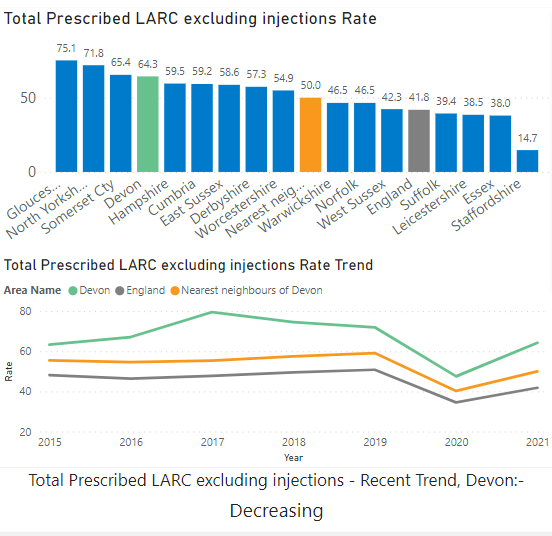 Total Prescribed LARC excluding injections Rate
75.1 71.8 65.4 64.3 59.5 59.2 58.6 57.3 54.9 50.0 46.5 46.5 42.3 41.8 39.4 38.5 38.0 14.7
50
0
Glouces...
North Yorksh...
Somerset Cty
Devon
Hampshire
Cumbria
East Sussex
Derbyshire
Worcestershire
Nearest neig...
Warwickshire
Norfolk
West Sussex
England
Suffolk
Leicestershire
Essex
Staffordshire
Total Prescribed LARC excluding injections Rate Trend
Area Name Devon England Nearest neighbours of Devon
80
60
40
20
Rate
2015 2016 2017 2018 2019 2020 2021
Year
Total Prescribed LARC excluding injections - Recent Trend, Devon:-
Decreasing